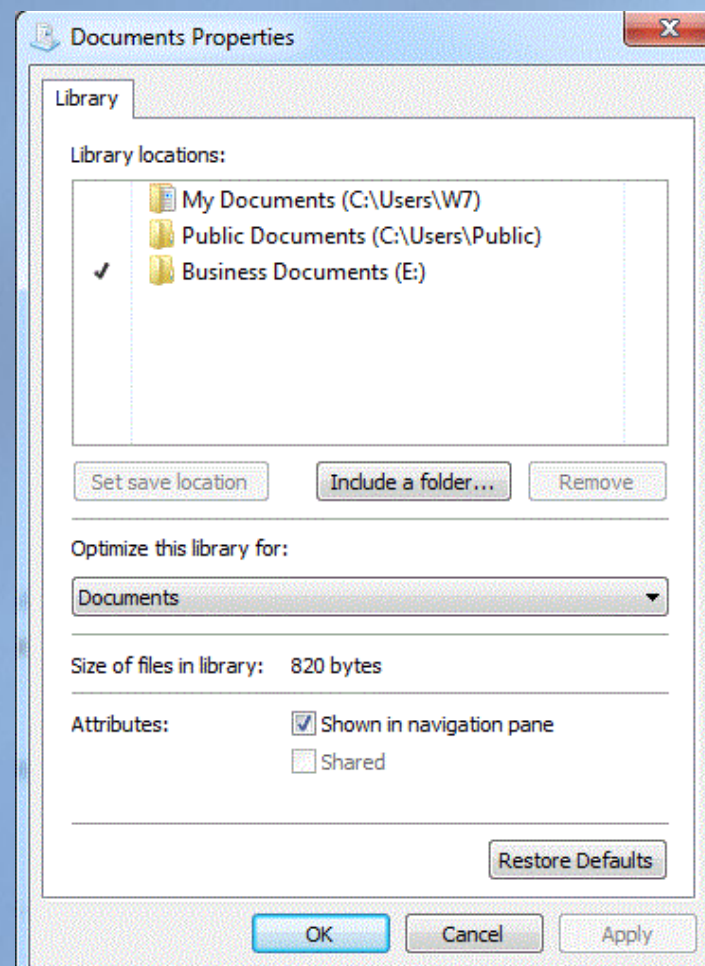 Documents Properties
Library
Library locations:
My Documents (C:\Users\W7)
Public Documents (C:\Users\Public)
Business Documents (E:)
Set save location Include a folder... Remove
Optimize this library for:
Documents
Size of files in library: 820 bytes
Attributes: Shown in navigation pane
Shared
Restore Defaults
OK Cancel Apply